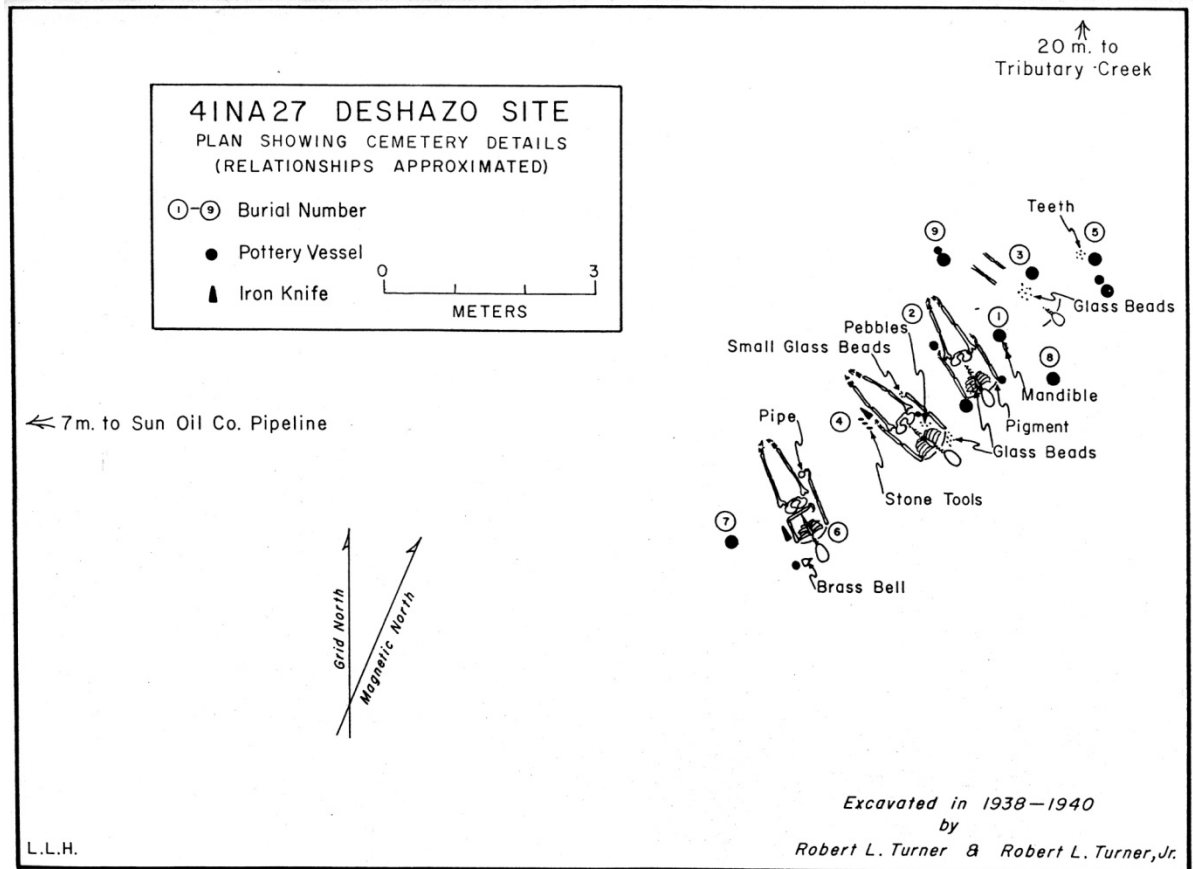 20 m. to
Tributary Creek
41NA27 DESHAZO SITE
PLAN SHOWING CEMETERY DETAILS
(RELATIONSHIPS APPROXIMATED)
1-9 Burial Number
Pottery Vessel
Iron Knife
0 3
METERS
Teeth
5
9
3
Glass Beads
2
Pebbles
1
Small Glass Beads
8
Mandible
Pigment
Glass Beads
7m. to Sun Oil Co. Pipeline
Pipe
4
Stone Tools
7
6
Brass Bell
Grid North
Magnetic North
Excavated in 1938-1940
by
Robert L. Turner & Robert L. Turner, Jr.
L.L.H.